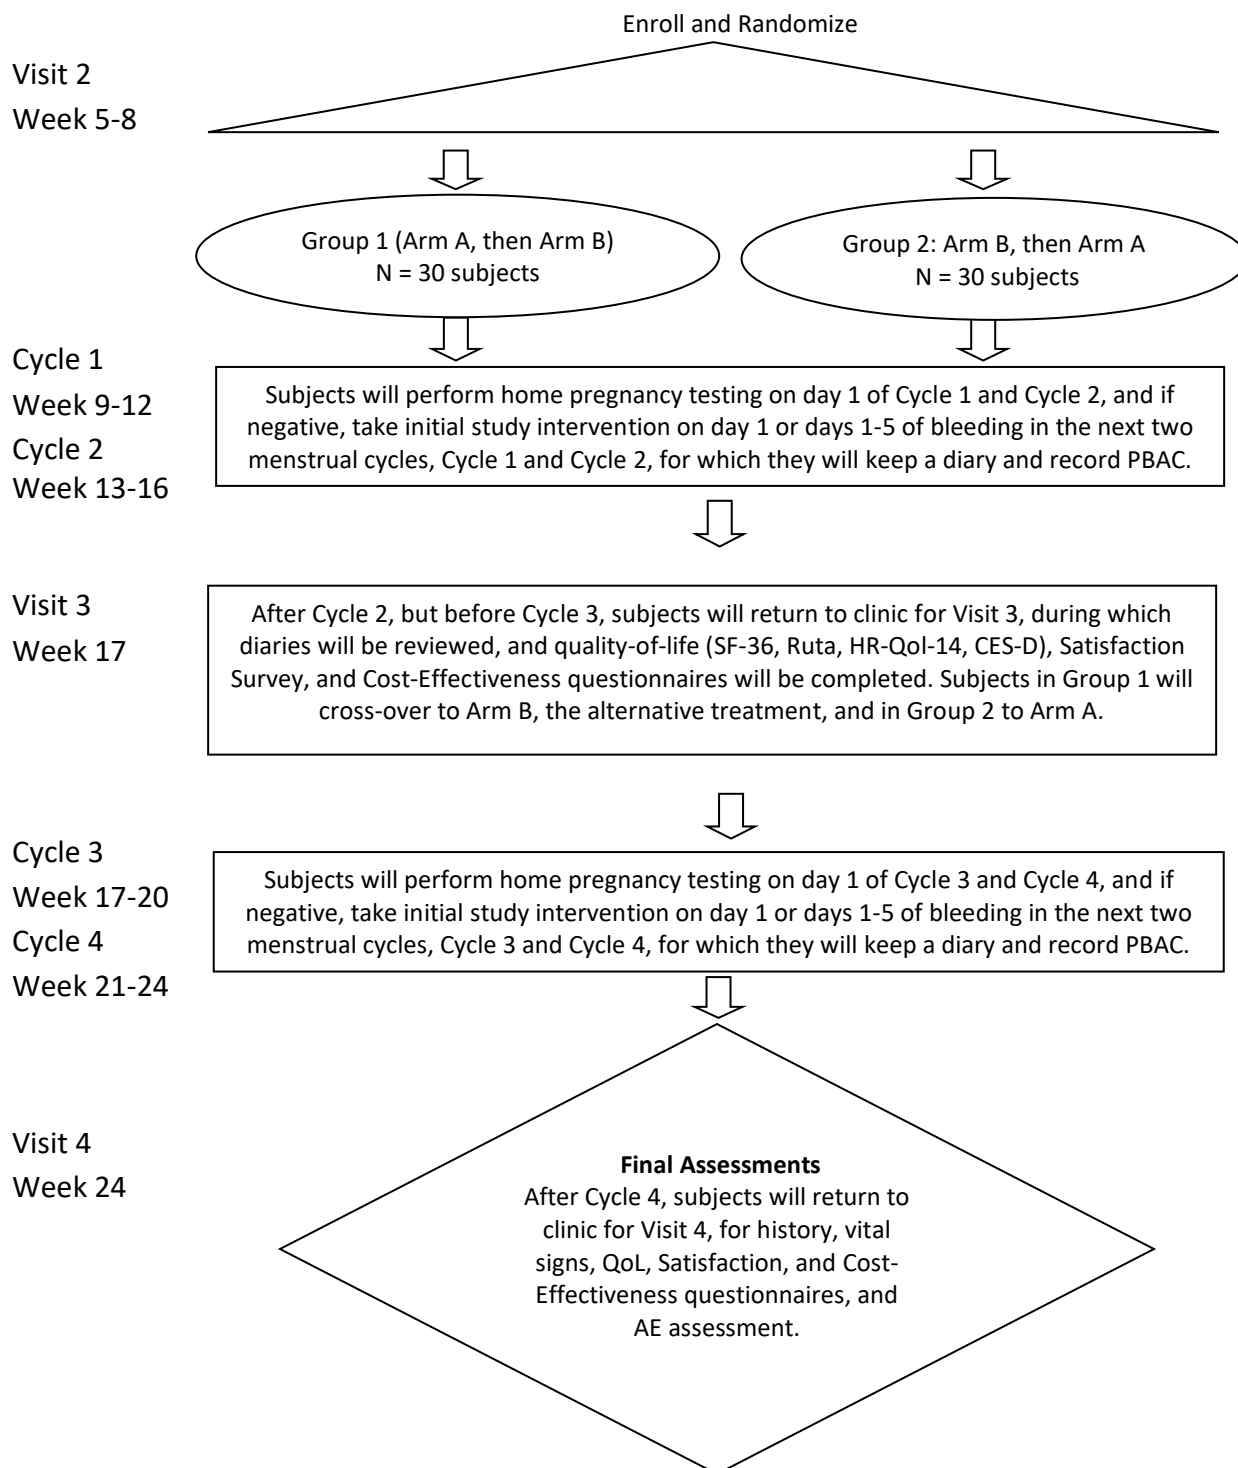 Enroll and Randomize
Visit 2
Week 5-8
Group 1 (Arm A, then Arm B)
N = 30 subjects
Group 2: Arm B, then Arm A
N = 30 subjects
Cycle 1
Week 9-12
Cycle 2
Week 13-16
Subjects will perform home pregnancy testing on day 1 of Cycle 1 and Cycle 2, and if
negative, take initial study intervention on day 1 or days 1-5 of bleeding in the next two
menstrual cycles, Cycle 1 and Cycle 2, for which they will keep a diary and record PBAC.
Visit 3
Week 17
After Cycle 2, but before Cycle 3, subjects will return to clinic for Visit 3, during which
diaries will be reviewed, and quality-of-life (SF-36, Ruta, HR-Qol-14, CES-D), Satisfaction
Survey, and Cost-Effectiveness questionnaires will be completed. Subjects in Group 1 will
cross-over to Arm B, the alternative treatment, and in Group 2 to Arm A.
Cycle 3
Week 17-20
Cycle 4
Week 21-24
Subjects will perform home pregnancy testing on day 1 of Cycle 3 and Cycle 4, and if
negative, take initial study intervention on day 1 or days 1-5 of bleeding in the next two
menstrual cycles, Cycle 3 and Cycle 4, for which they will keep a diary and record PBAC.
Visit 4
Week 24
Final Assessments
After Cycle 4, subjects will return to
clinic for Visit 4, for history, vital
signs, QoL, Satisfaction, and Cost-
Effectiveness questionnaires, and
AE assessment.